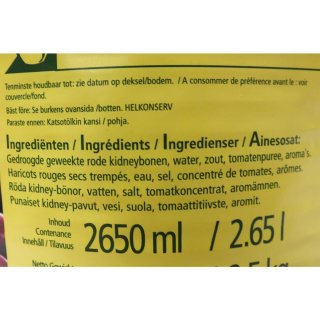 Tenminste houdbaar tot: zie datum op deksel/bodem. / A consommer de préférence avant le : voir
couvercle/fond.
Bäst före: Se burkens ovansida /botten. HELKONSERV
Parasta ennen: Katso tölkin kansi / pohja.
Ingrediënten / Ingrédients / Ingredienser / Ainesosat:
Gedroogde geweekte rode kidneybonen, water, zout, tomatenpuree, aroma's.
Haricots rouges secs trempés, eau, sel, concentré de tomates, arômes.
Röda kidney-bönor, vatten, salt, tomatkoncentrat, aromämnen.
Punaiset kidney-pavut, vesi, suola, tomaattitiiviste, aromit.
Inhoud
Contenance
Innehåll / Tilavuus
2650 ml / 2.65 l